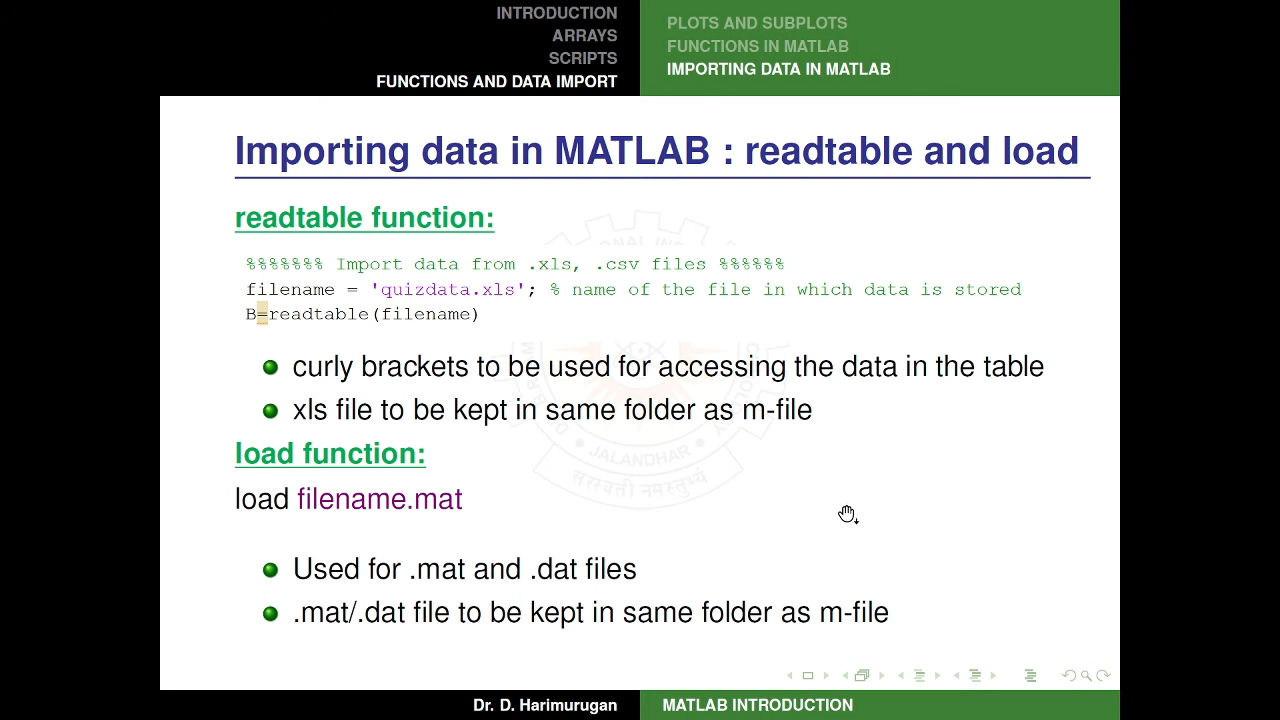 INTRODUCTION
ARRAYS
SCRIPTS
FUNCTIONS AND DATA IMPORT
PLOTS AND SUBPLOTS
FUNCTIONS IN MATLAB
IMPORTING DATA IN MATLAB
Importing data in MATLAB : readtable and load
readtable function:
%%%%%%% Import data from .xls, .csv files %%%%%%
filename = 'quizdata.xls'; % name of the file in which data is stored
B=readtable(filename)
curly brackets to be used for accessing the data in the table
xls file to be kept in same folder as m-file
load function:
load filename.mat
Used for .mat and .dat files
.mat/.dat file to be kept in same folder as m-file
JALANDHAR
सरस्वती नमस्तुभ्यं
Dr. D. Harimurugan
MATLAB INTRODUCTION